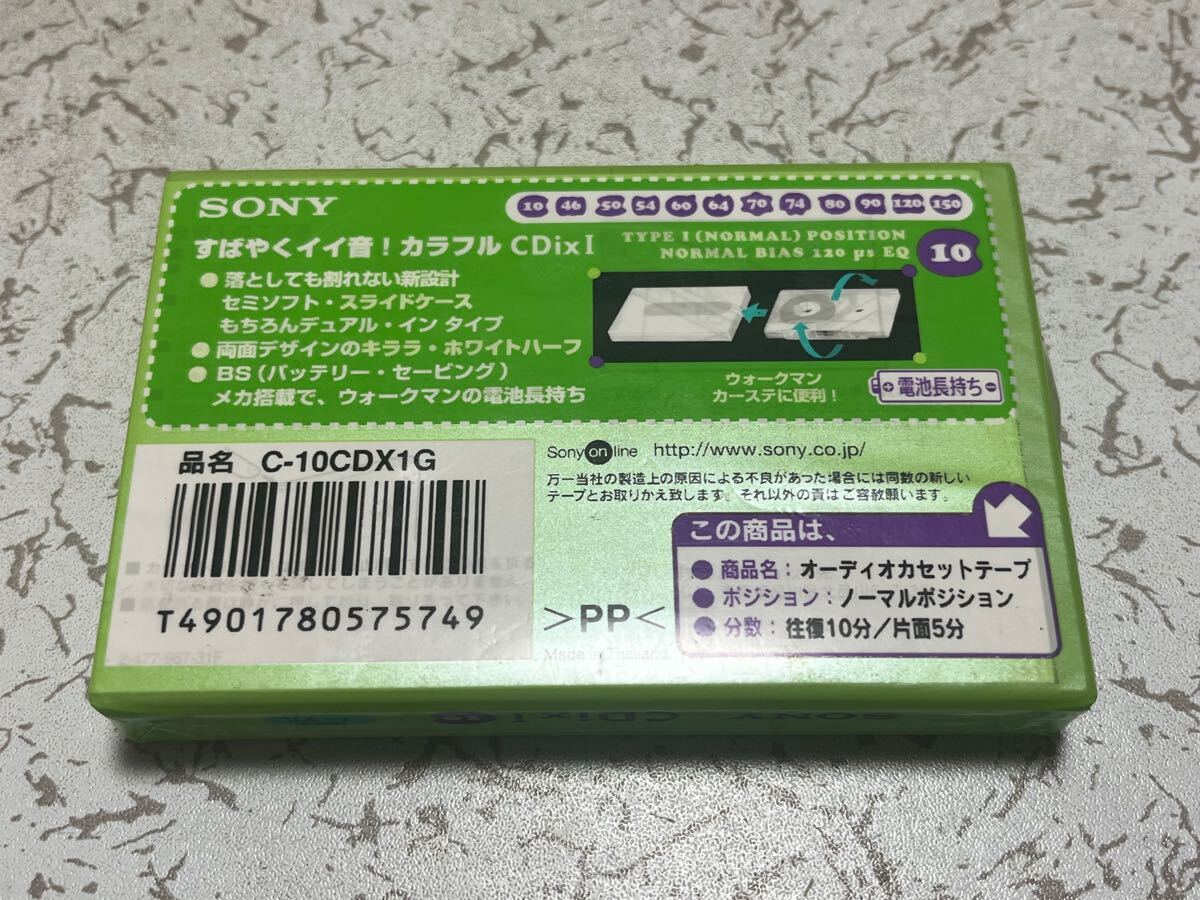 SONY
10 46 50 54 60 64 70 74 80 90 120 150
すばやくイイ音！カラフル CDixⅠ
TYPE I (NORMAL) POSITION
NORMAL BIAS 120 μs EQ
10
● 落としても割れない新設計
セミソフト・スライドケース
もちろんデュアル・イン タイプ
● 両面デザインのキララ・ホワイトハーフ
● BS（バッテリー・セービング）
メカ搭載で、ウォークマンの電池長持ち
ウォークマン
カーステに便利！
+ 電池長持ち -
品名 C-10CDX1G
T4901780575749
Sony on line http://www.sony.co.jp/
万一当社の製造上の原因による不良があった場合には同数の新しい
テープとお取りかえ致します。それ以外の責はご容赦願います。
>PP<
Made in Thailand
この商品は、
● 商品名：オーディオカセットテープ
● ポジション：ノーマルポジション
● 分数：往復10分／片面5分
SONY CDixⅠ 10